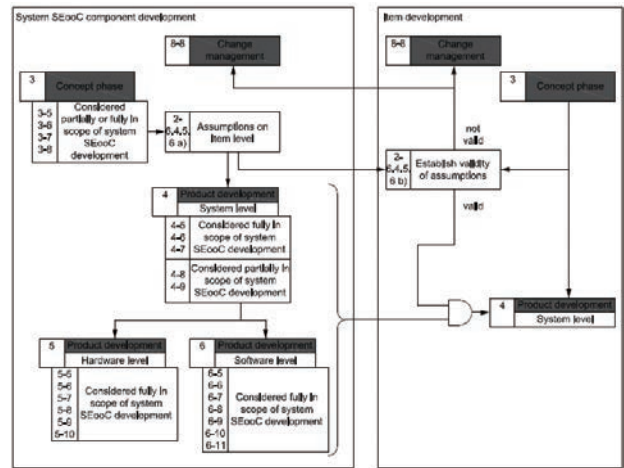 System SEooC component development
Item development
8-8
Change
management
8-8
Change
management
3
Concept phase
3-5
3-6
3-7
3-8
Considered
partially or fully in
scope of system
SEooC
development
2-
6.4.5.
6 a)
Assumptions on
item level
3
Concept phase
not
valid
2-
6.4.5.
6 b)
Establish validity
of assumptions
valid
4
Product development
System level
4-5
4-6
4-7
Considered fully in
scope of system
SEooC development
4-8
4-9
Considered partially in
scope of system
SEooC development
4
Product development
System level
5
Product development
Hardware level
5-5
5-6
5-7
5-8
5-9
5-10
Considered fully in
scope of system
SEooC development
6
Product development
Software level
6-5
6-6
6-7
6-8
6-9
6-10
6-11
Considered fully in
scope of system
SEooC development